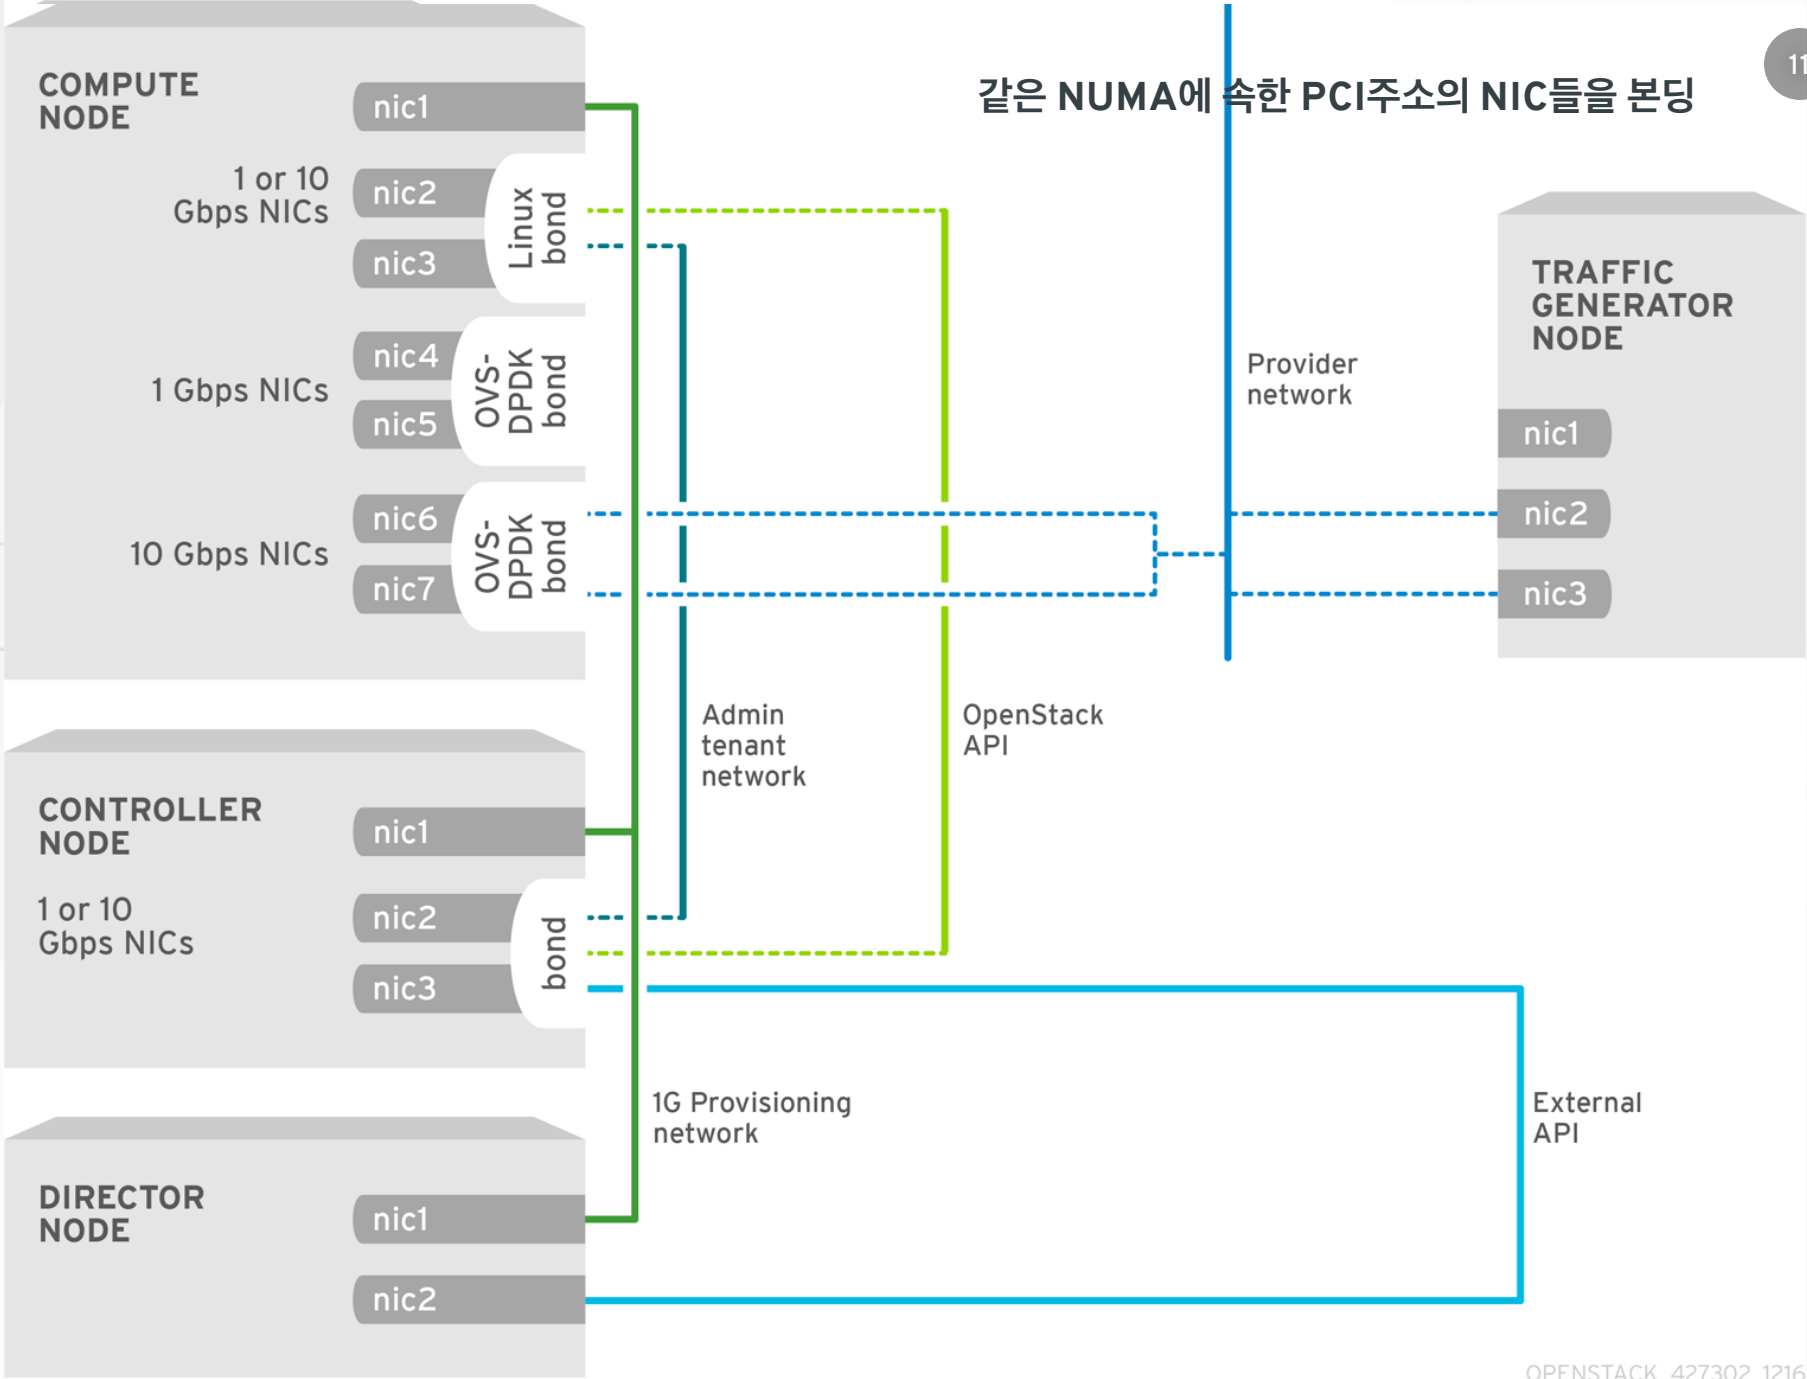 같은 NUMA에 속한 PCI주소의 NIC들을 본딩
11
COMPUTE
NODE
nic1
1 or 10
Gbps NICs
nic2
nic3
Linux
bond
1 Gbps NICs
nic4
nic5
OVS-
DPDK
bond
10 Gbps NICs
nic6
nic7
OVS-
DPDK
bond
Provider
network
TRAFFIC
GENERATOR
NODE
nic1
nic2
nic3
Admin
tenant
network
OpenStack
API
CONTROLLER
NODE
nic1
1 or 10
Gbps NICs
nic2
nic3
bond
1G Provisioning
network
External
API
DIRECTOR
NODE
nic1
nic2
OPENSTACK_427302_1216